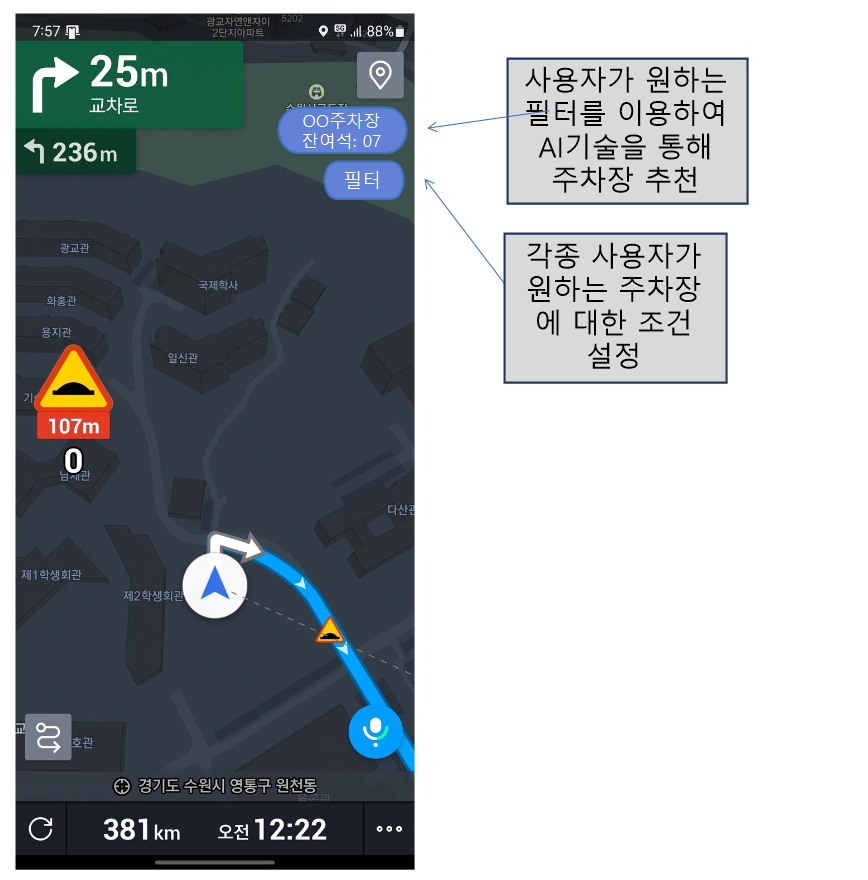 7:57
88%
광교자연앤자이
2단지아파트
5202
25m
교차로
236m
OO주차장
잔여석: 07
필터
사용자가 원하는
필터를 이용하여
AI기술을 통해
주차장 추천
각종 사용자가
원하는 주차장
에 대한 조건
설정
광교관
국제학사
화홍관
용지관
일신관
107m
0
남제관
다산관
제1학생회관
제2학생회관
호관
경기도 수원시 영통구 원천동
381km
오전 12:22